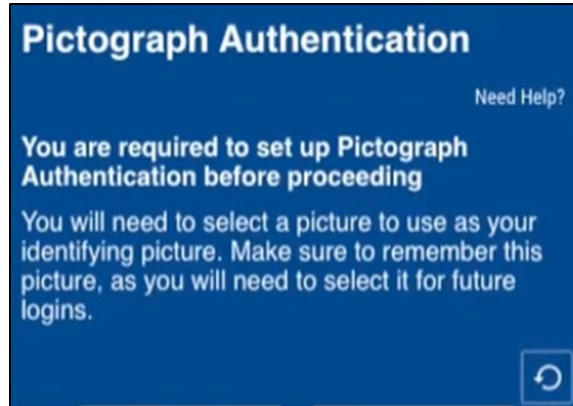 Pictograph Authentication
Need Help?
You are required to set up Pictograph
Authentication before proceeding
You will need to select a picture to use as your
identifying picture. Make sure to remember this
picture, as you will need to select it for future
logins.